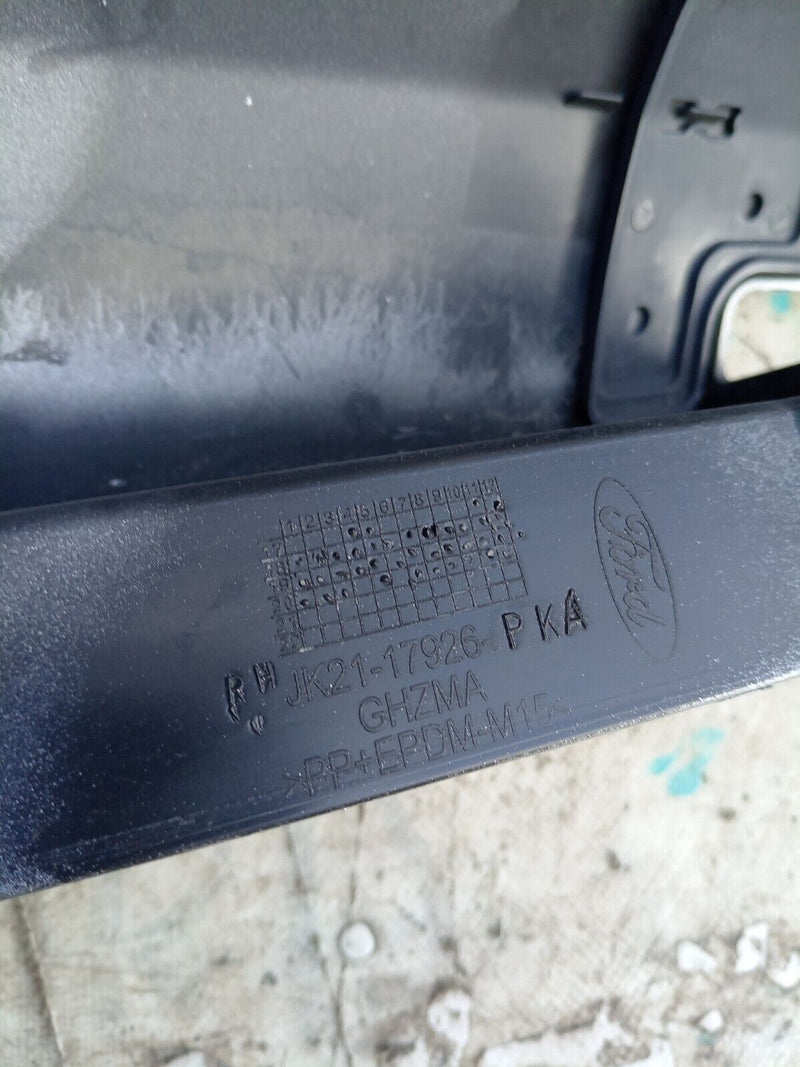 1 2 3 4 5 6 7 8 9 10 11 12
Ford
JK21-17926- PKA
GHZMA
>PP+EPDM-M15<